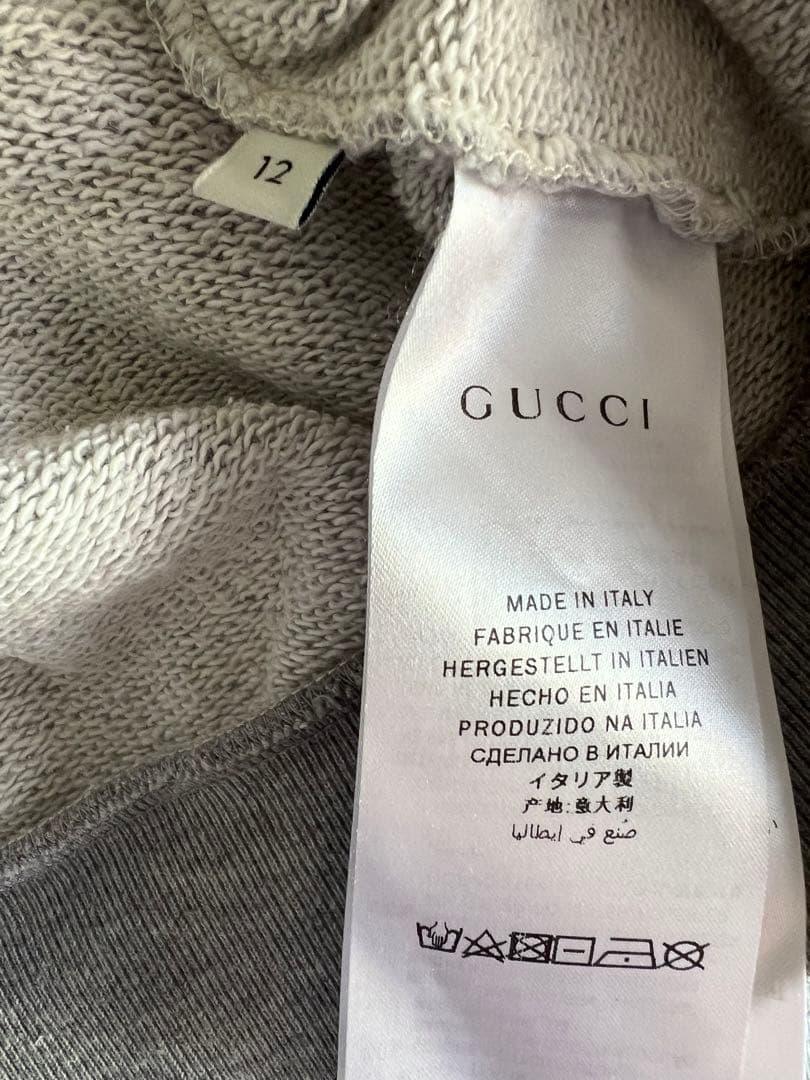 12
GUCCI
MADE IN ITALY
FABRIQUE EN ITALIE
HERGESTELLT IN ITALIEN
HECHO EN ITALIA
PRODUZIDO NA ITALIA
СДЕЛАНО В ИТАЛИИ
イタリア製
产地:意大利
صُنع في ايطاليا